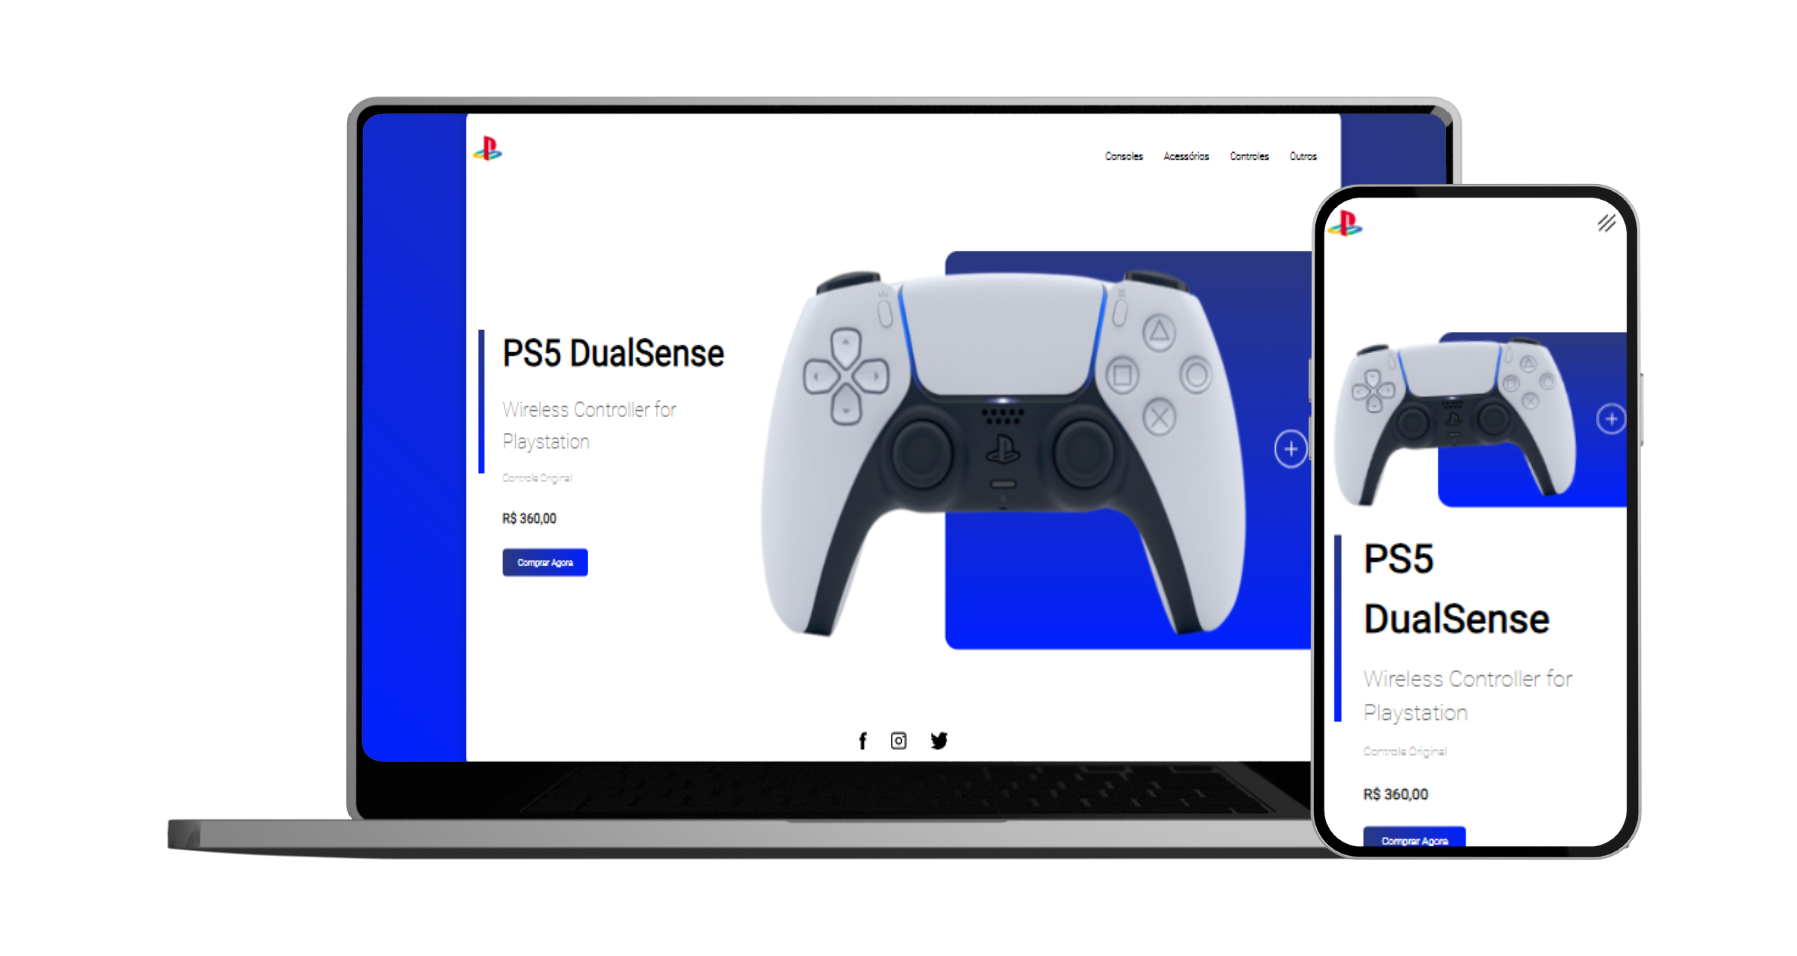 Consoles Acessórios Controles Outros
PS5 DualSense
Wireless Controller for
Playstation
Controle Original
R$ 360,00
Comprar Agora
PS5
DualSense
Wireless Controller for
Playstation
Controle Original
R$ 360,00
Comprar Agora